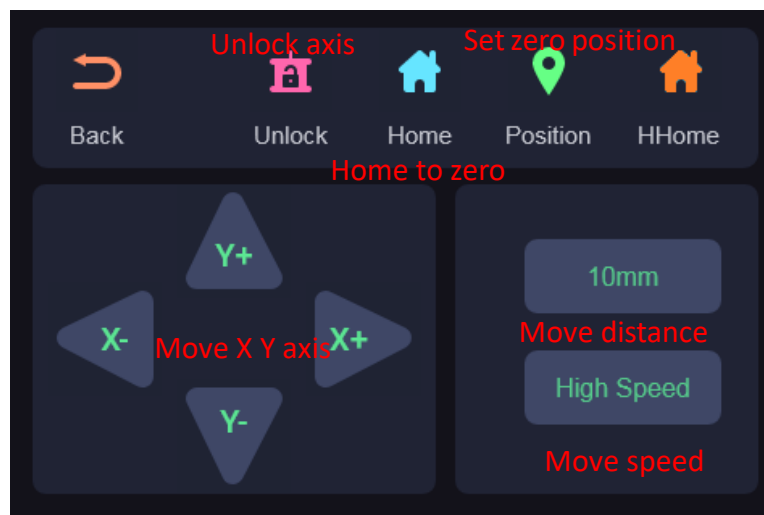 Unlock axis
Set zero position
Back
Unlock
Home
Position
HHome
Home to zero
Y+
10mm
X-
Move X Y axis
X+
Move distance
High Speed
Y-
Move speed